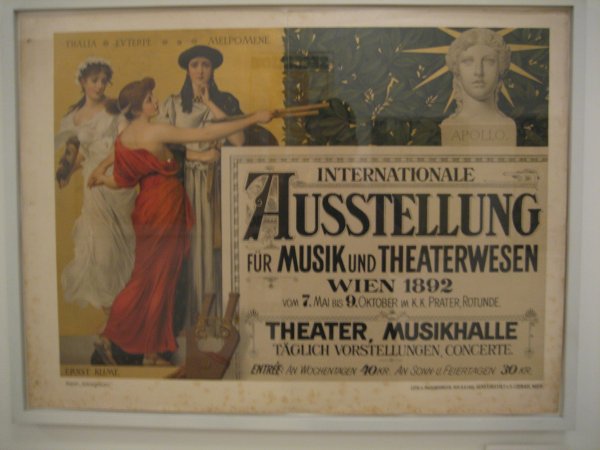 THALIA EVTERPE MELPOMENE
APOLLO.
INTERNATIONALE
AUSSTELLUNG
FÜR MUSIK UND THEATERWESEN
WIEN 1892
VOM 7. MAI BIS 9. OKTOBER IM K.K. PRATER, ROTUNDE.
THEATER, MUSIKHALLE
TÄGLICH VORSTELLUNGEN, CONCERTE.
ENTRÉE: AN WOCHENTAGEN 40 KR. AN SONN- U. FEIERTAGEN 30 KR.
ERNST KLIMT.